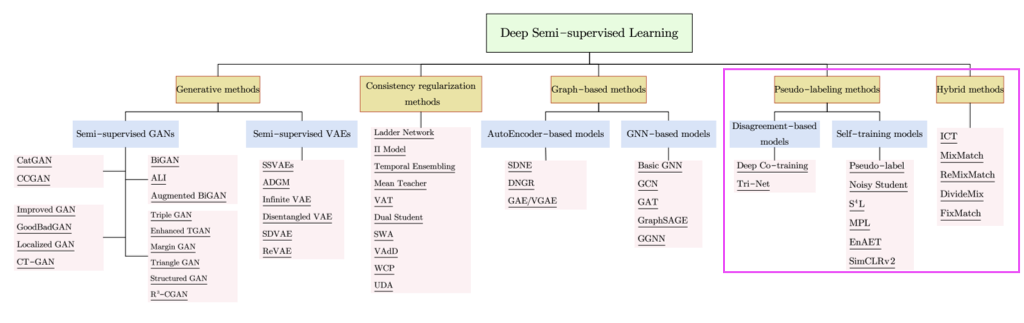 Deep Semi-supervised Learning
Generative methods
Semi-supervised GANs
CatGAN
CCGAN
Improved GAN
GoodBadGAN
Localized GAN
CT-GAN
BiGAN
ALI
Augmented BiGAN
Triple GAN
Enhanced TGAN
Margin GAN
Triangle GAN
Structured GAN
R³-CGAN
Semi-supervised VAEs
SSVAEs
ADGM
Infinite VAE
Disentangled VAE
SDVAE
ReVAE
Consistency regularization
methods
Ladder Network
Π Model
Temporal Ensembling
Mean Teacher
VAT
Dual Student
SWA
VAdD
WCP
UDA
Graph-based methods
AutoEncoder-based models
SDNE
DNGR
GAE/VGAE
GNN-based models
Basic GNN
GCN
GAT
GraphSAGE
GGNN
Pseudo-labeling methods
Disagreement-based
models
Deep Co-training
Tri-Net
Self-training models
Pseudo-label
Noisy Student
S⁴L
MPL
EnAET
SimCLRv2
Hybrid methods
ICT
MixMatch
ReMixMatch
DivideMix
FixMatch